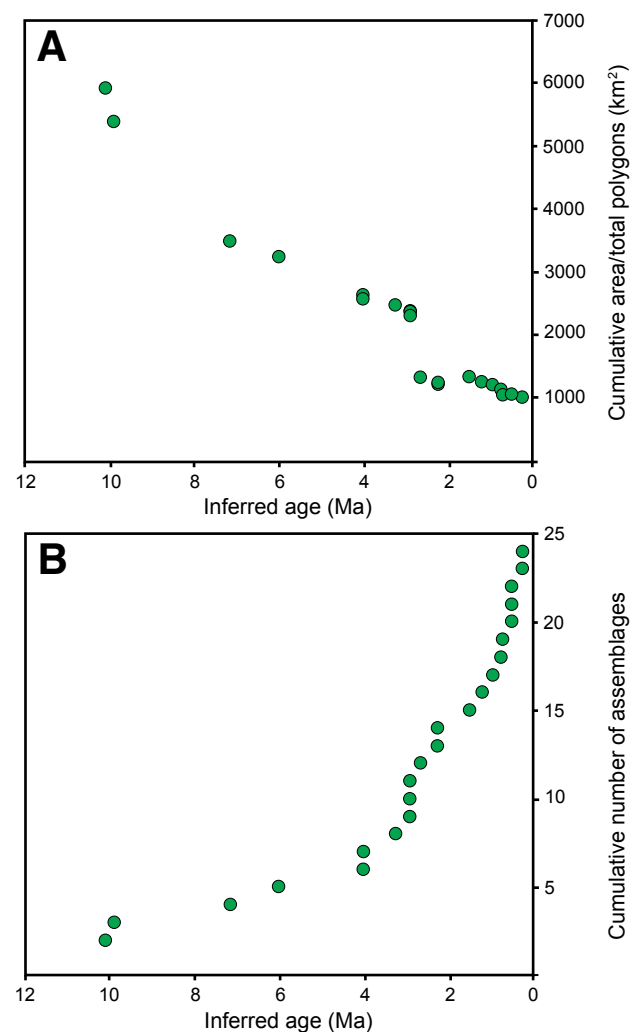 A
7000
6000
5000
4000
3000
2000
1000
Cumulative area/total polygons (km²)
12 10 8 6 4 2 0
Inferred age (Ma)
B
25
20
15
10
5
Cumulative number of assemblages
12 10 8 6 4 2 0
Inferred age (Ma)